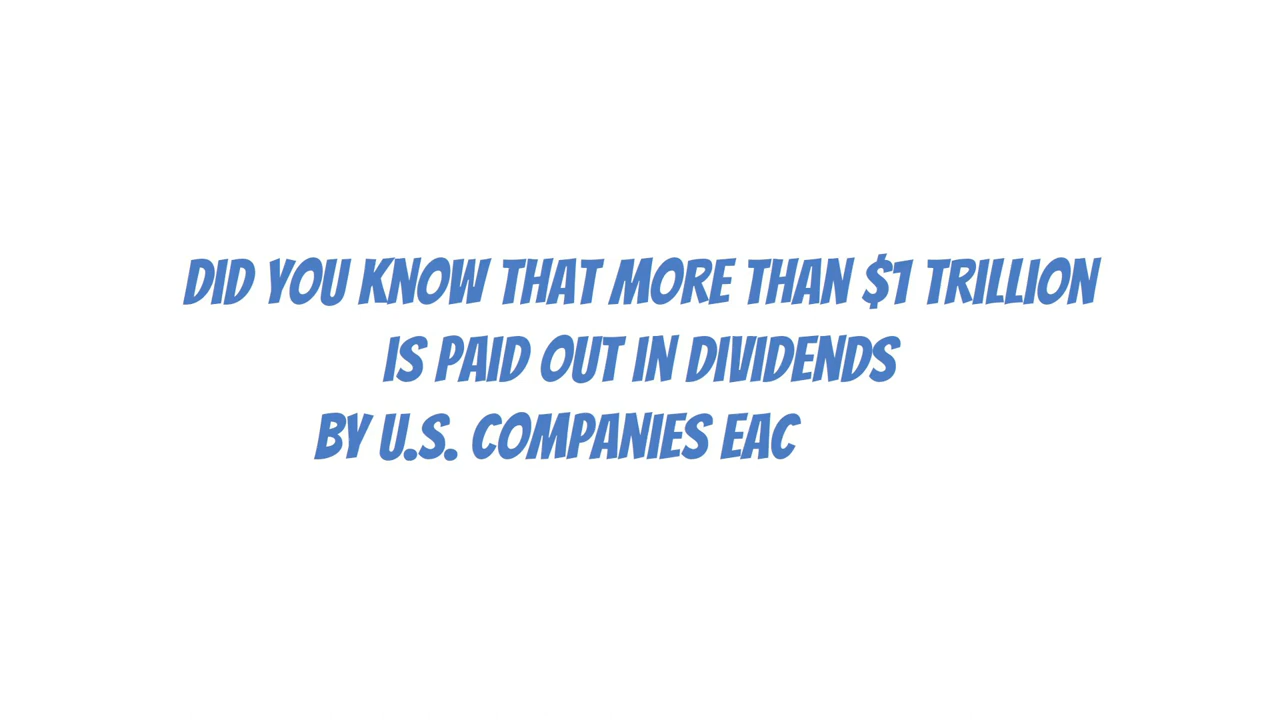 DID YOU KNOW THAT MORE THAN $1 TRILLION
IS PAID OUT IN DIVIDENDS
BY U.S. COMPANIES EAC